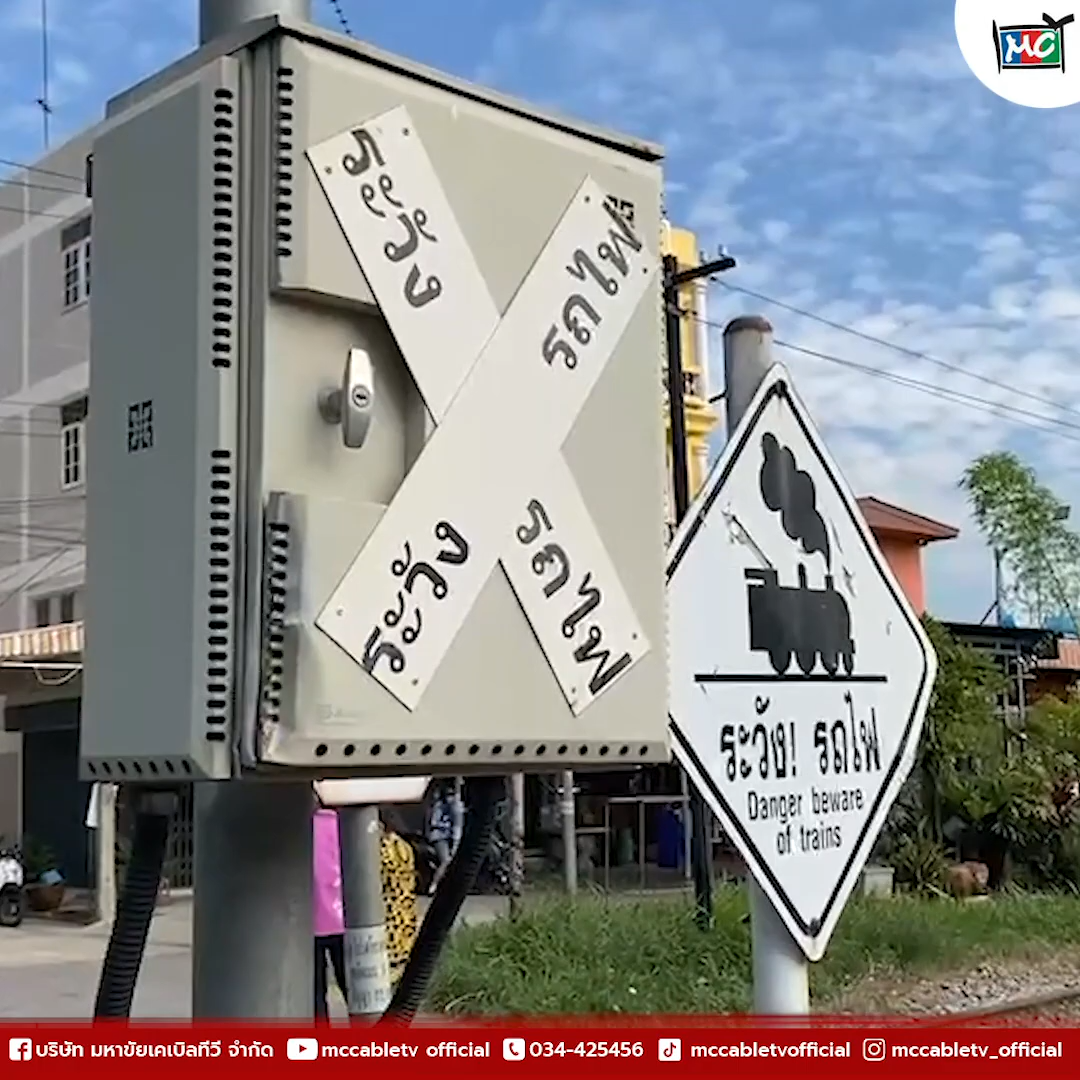 MC
ระวัง
รถไฟ
ระวัง
รถไฟ
ระวัง! รถไฟ
Danger beware
of trains
บริษัท มหาชัยเคเบิลทีวี จำกัด
mccabletv official
034-425456
mccabletvofficial
mccabletv_official